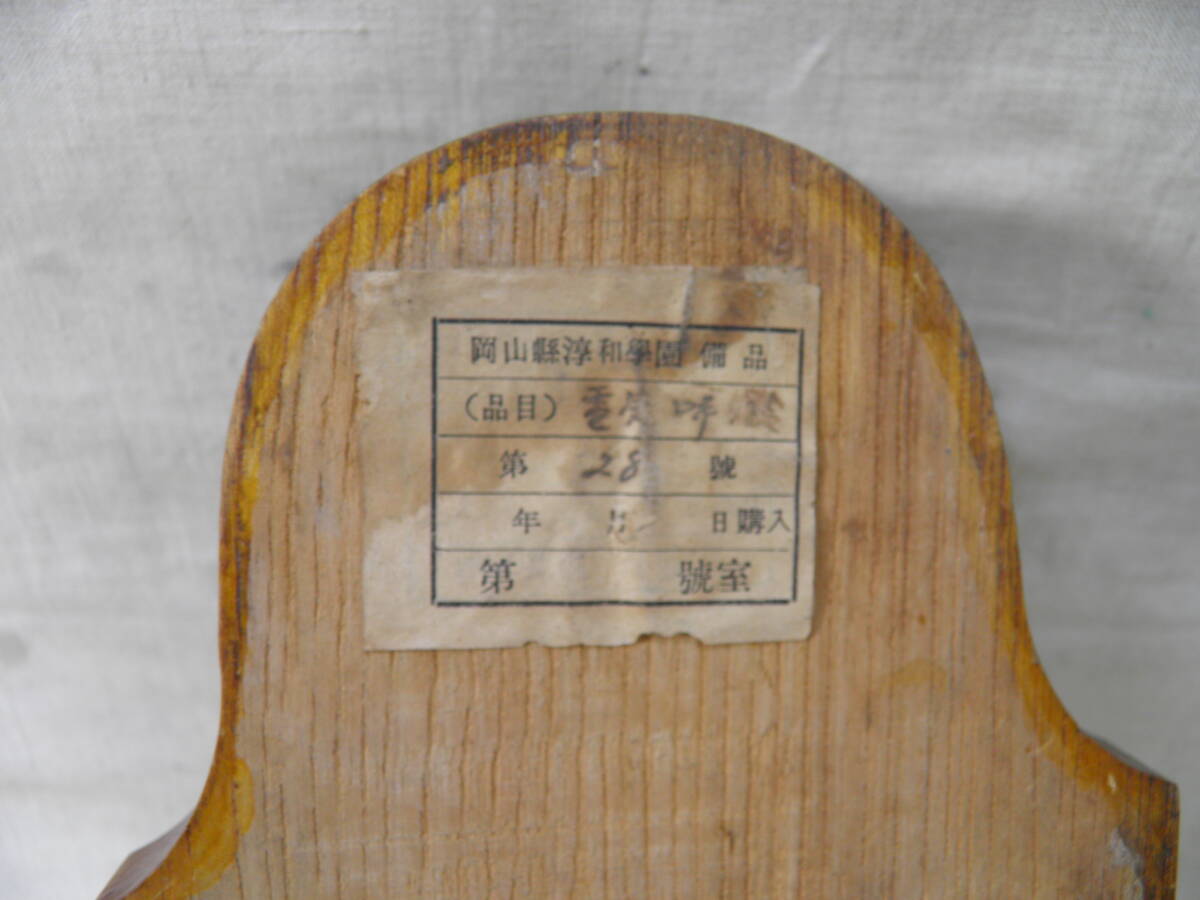 岡山縣淳和學園 備品
(品目) 電気呼鈴
第 28 號
年 月 日購入
第 號室